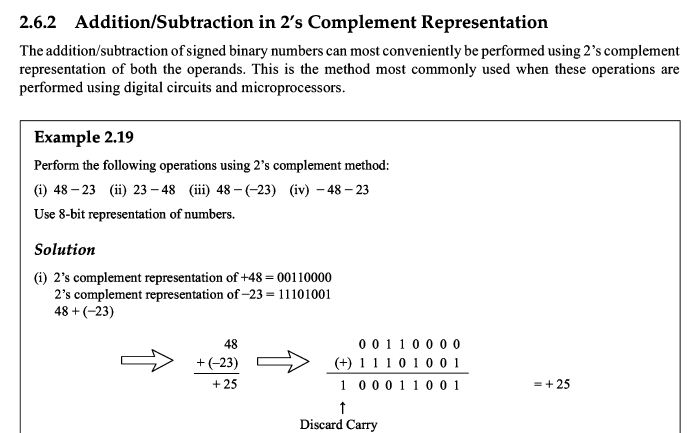 2.6.2 Addition/Subtraction in 2's Complement Representation
The addition/subtraction of signed binary numbers can most conveniently be performed using 2's complement
representation of both the operands. This is the method most commonly used when these operations are
performed using digital circuits and microprocessors.
Example 2.19
Perform the following operations using 2's complement method:
(i) 48 – 23 (ii) 23 – 48 (iii) 48 – (–23) (iv) – 48 – 23
Use 8-bit representation of numbers.
Solution
(i) 2's complement representation of +48 = 00110000
2's complement representation of –23 = 11101001
48 + (–23)
48 0 0 1 1 0 0 0 0
+ (–23) (+) 1 1 1 0 1 0 0 1
+ 25 1 0 0 0 1 1 0 0 1 = + 25
↑
Discard Carry